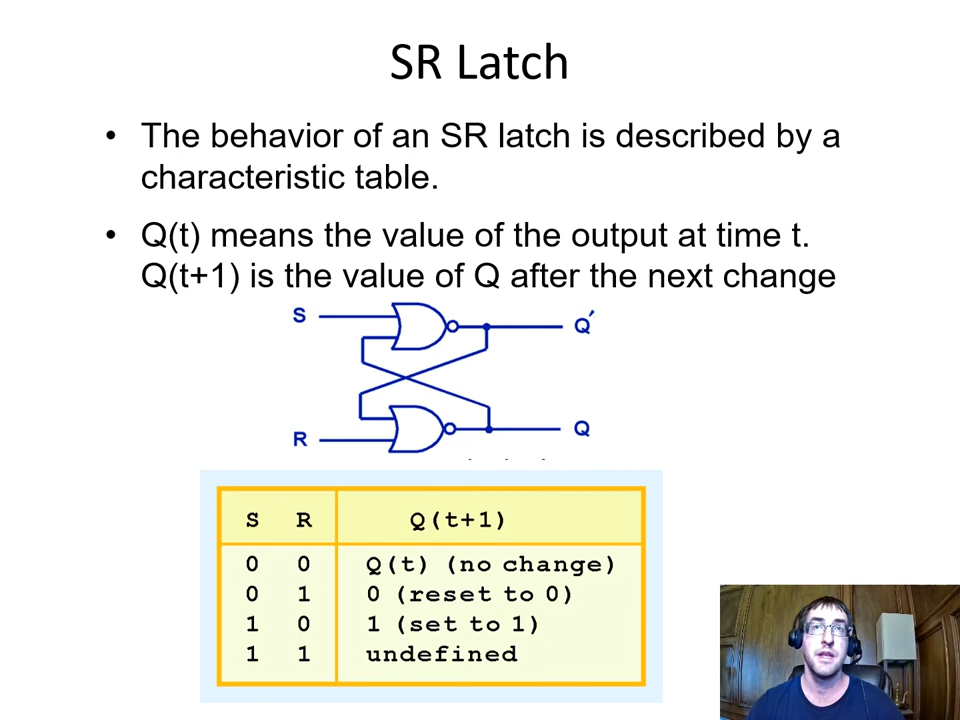 SR Latch
• The behavior of an SR latch is described by a
characteristic table.
• Q(t) means the value of the output at time t.
Q(t+1) is the value of Q after the next change
S Q′
R Q
S R Q(t+1)
0 0 Q(t) (no change)
0 1 0 (reset to 0)
1 0 1 (set to 1)
1 1 undefined